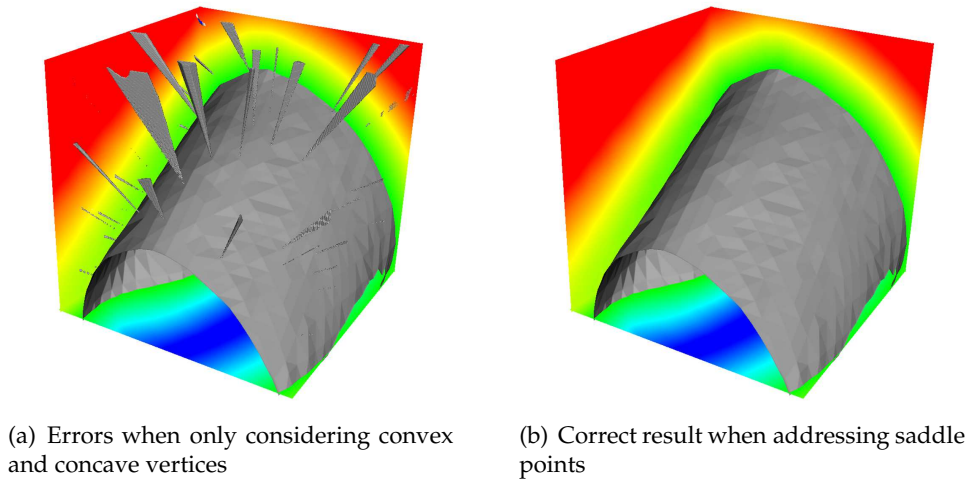 (a) Errors when only considering convex
and concave vertices
(b) Correct result when addressing saddle
points